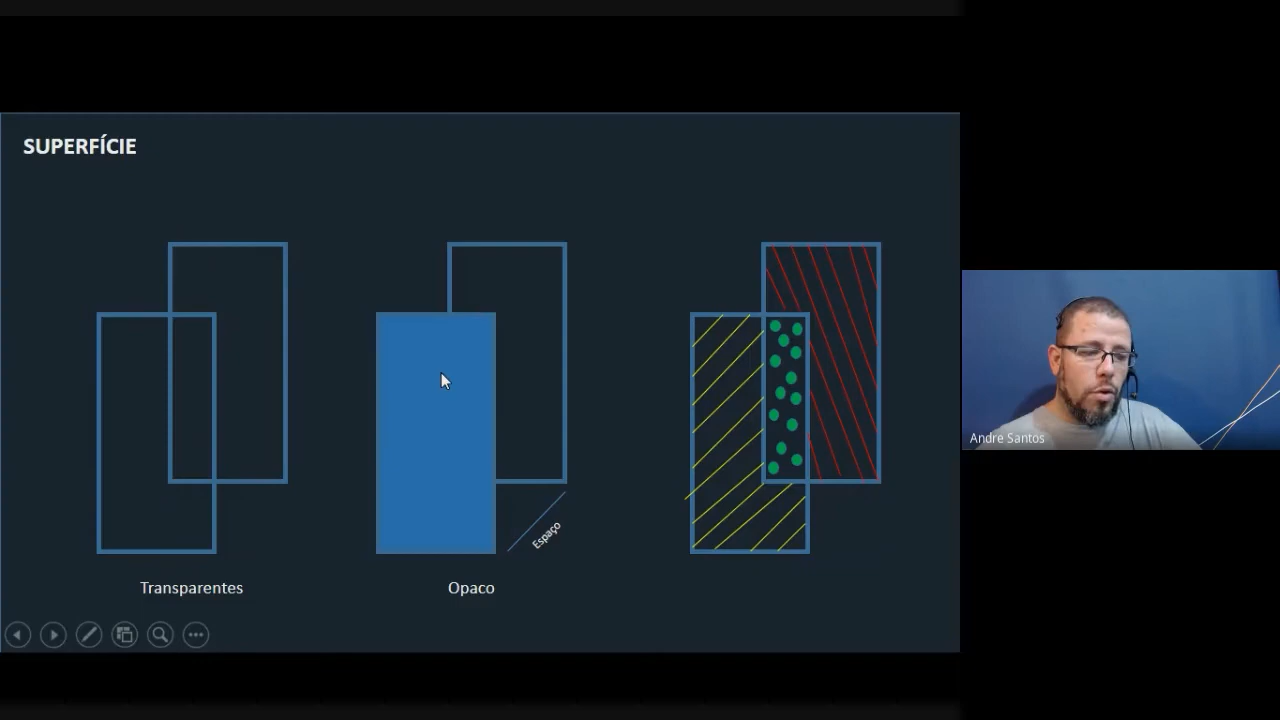 SUPERFÍCIE
Espaço
Transparentes
Opaco
Andre Santos